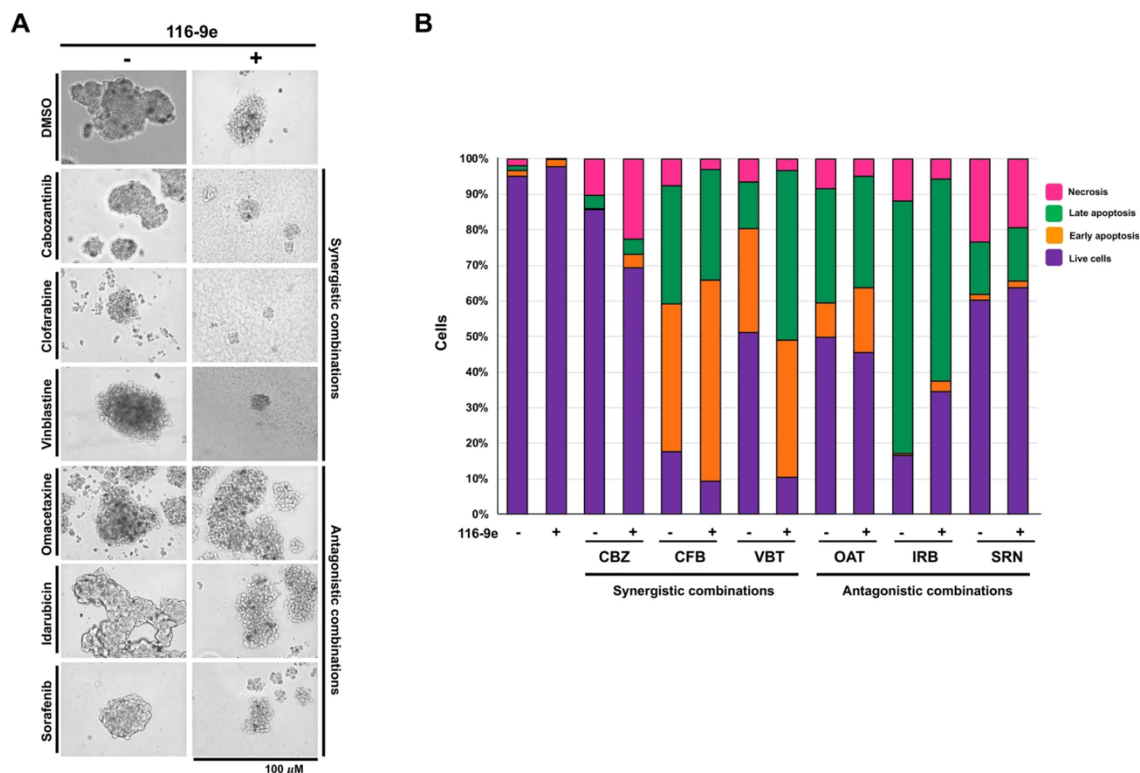 A
116-9e
- +
DMSO
Cabozantinib
Clofarabine
Vinblastine
Omacetaxine
Idarubicin
Sorafenib
Synergistic combinations
Antagonistic combinations
100 µM
B
Cells
100%
90%
80%
70%
60%
50%
40%
30%
20%
10%
0%
116-9e - + - + - + - + - + - + - +
CBZ CFB VBT OAT IRB SRN
Synergistic combinations Antagonistic combinations
Necrosis
Late apoptosis
Early apoptosis
Live cells